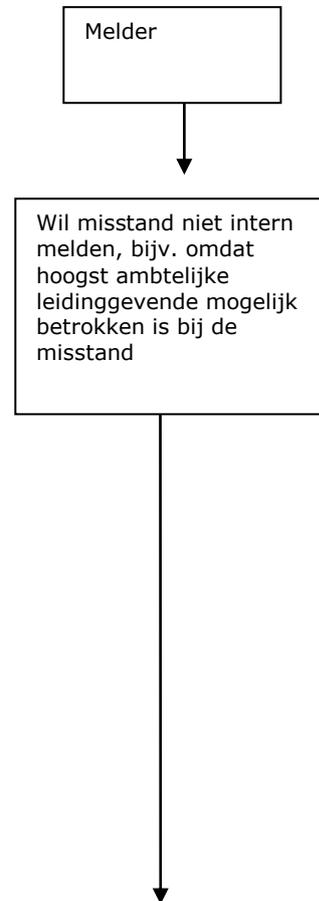 Melder
Wil misstand niet intern
melden, bijv. omdat
hoogst ambtelijke
leidinggevende mogelijk
betrokken is bij de
misstand